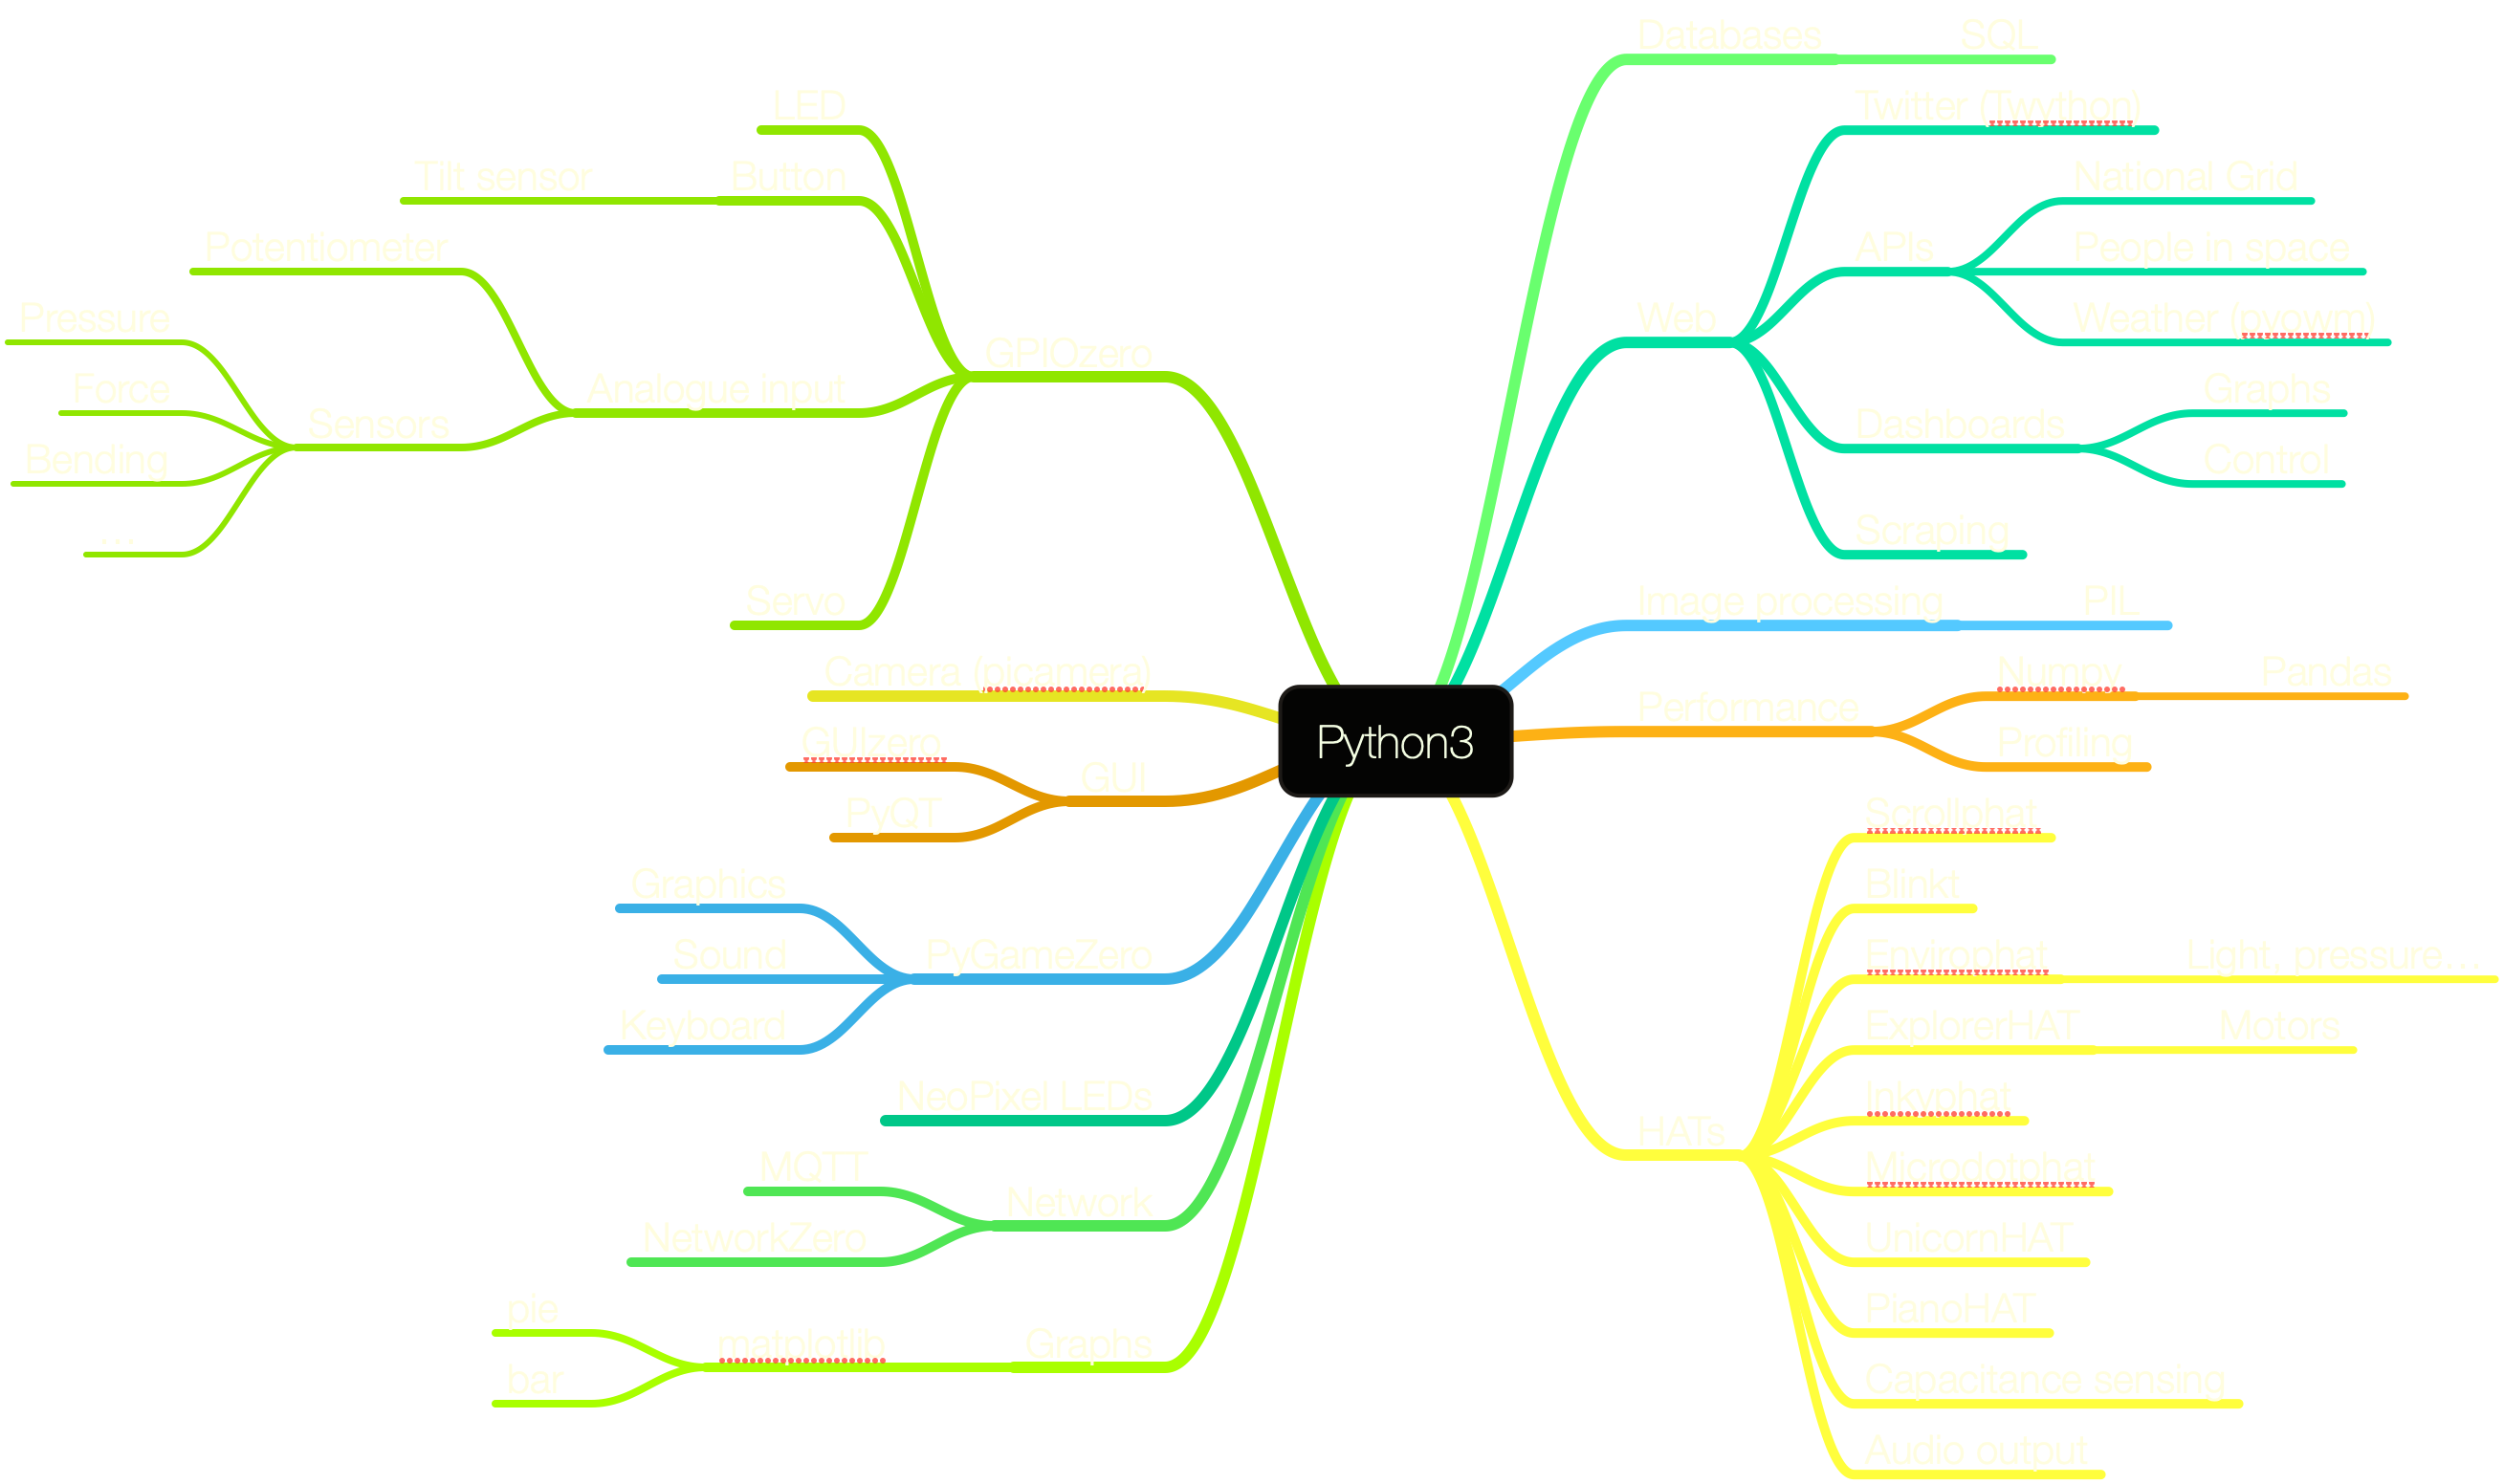 Python3
Databases
SQL
Web
Twitter (Twython)
APIs
National Grid
People in space
Weather (pyowm)
Dashboards
Graphs
Control
Scraping
Image processing
PIL
Performance
Numpy
Pandas
Profiling
HATs
Scrollphat
Blinkt
Envirophat
Light, pressure…
ExplorerHAT
Motors
Inkyphat
Microdotphat
UnicornHAT
PianoHAT
Capacitance sensing
Audio output
GPIOzero
LED
Button
Tilt sensor
Analogue input
Potentiometer
Sensors
Pressure
Force
Bending
…
Servo
Camera (picamera)
GUI
GUIzero
PyQT
PyGameZero
Graphics
Sound
Keyboard
NeoPixel LEDs
Network
MQTT
NetworkZero
Graphs
matplotlib
pie
bar